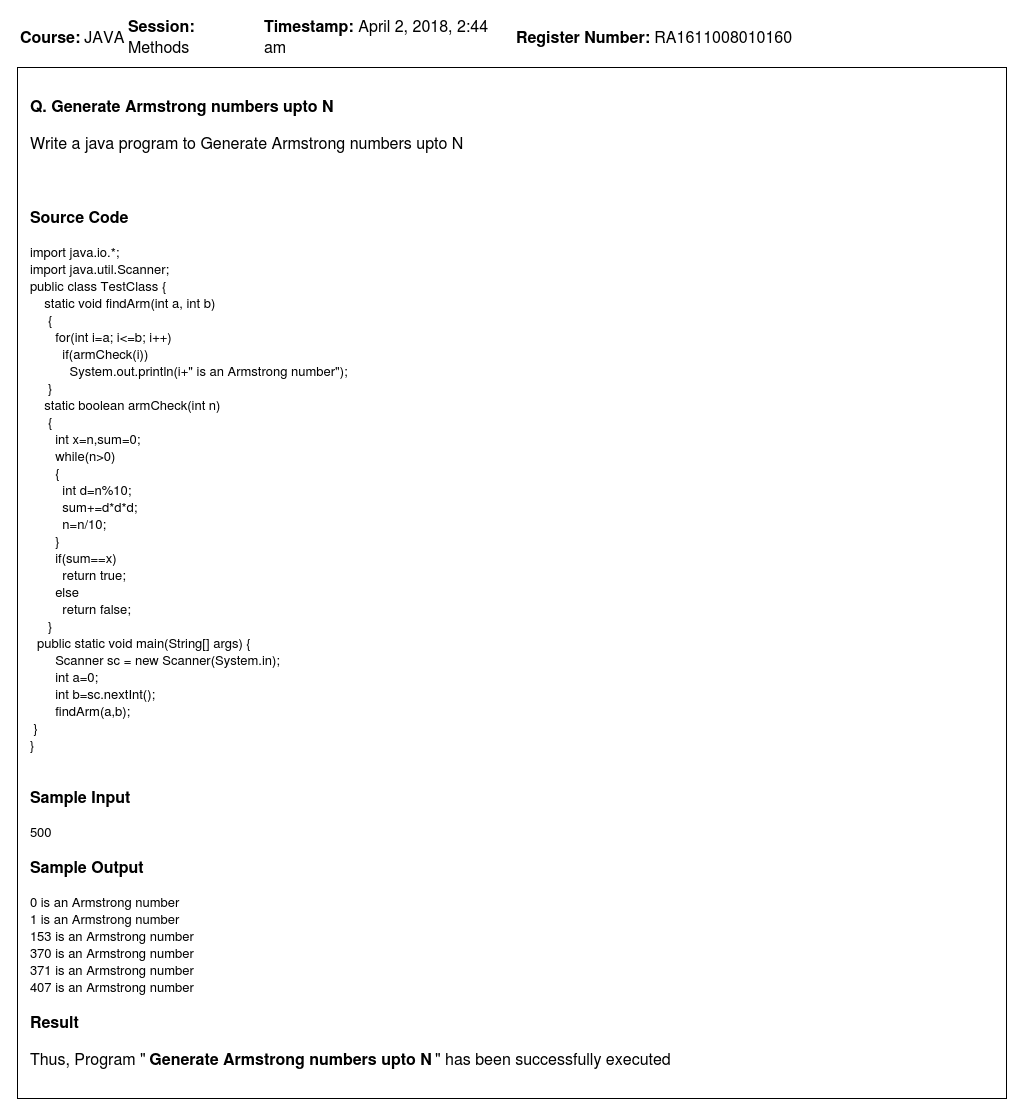 Course: JAVA Session: Methods Timestamp: April 2, 2018, 2:44 am Register Number: RA1611008010160
Q. Generate Armstrong numbers upto N
Write a java program to Generate Armstrong numbers upto N
Source Code
import java.io.*;
import java.util.Scanner;
public class TestClass {
    static void findArm(int a, int b)
     {
       for(int i=a; i<=b; i++)
         if(armCheck(i))
           System.out.println(i+" is an Armstrong number");
     }
    static boolean armCheck(int n)
     {
       int x=n,sum=0;
       while(n>0)
       {
         int d=n%10;
         sum+=d*d*d;
         n=n/10;
       }
       if(sum==x)
         return true;
       else
         return false;
     }
  public static void main(String[] args) {
       Scanner sc = new Scanner(System.in);
       int a=0;
       int b=sc.nextInt();
       findArm(a,b);
 }
}
Sample Input
500
Sample Output
0 is an Armstrong number
1 is an Armstrong number
153 is an Armstrong number
370 is an Armstrong number
371 is an Armstrong number
407 is an Armstrong number
Result
Thus, Program " Generate Armstrong numbers upto N " has been successfully executed